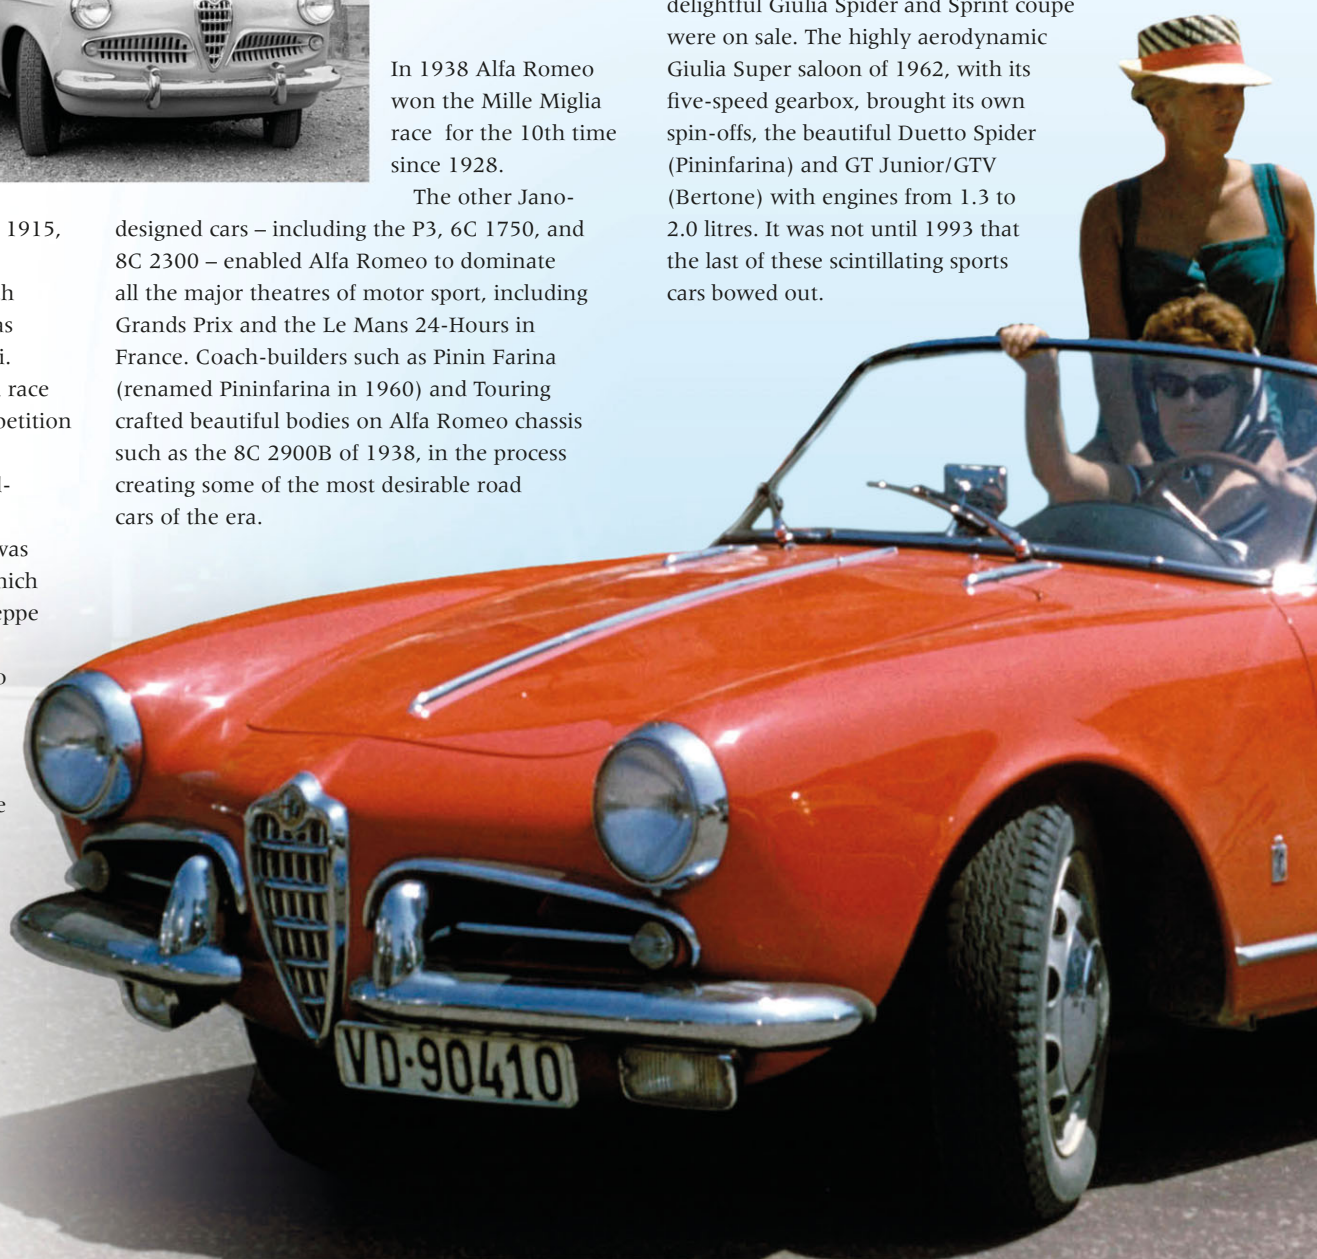 1915,
h
i.
race
petition
l-
was
hich
eppe
o
e
In 1938 Alfa Romeo
won the Mille Miglia
race for the 10th time
since 1928.
The other Jano-
designed cars – including the P3, 6C 1750, and
8C 2300 – enabled Alfa Romeo to dominate
all the major theatres of motor sport, including
Grands Prix and the Le Mans 24-Hours in
France. Coach-builders such as Pinin Farina
(renamed Pininfarina in 1960) and Touring
crafted beautiful bodies on Alfa Romeo chassis
such as the 8C 2900B of 1938, in the process
creating some of the most desirable road
cars of the era.
delightful Giulia Spider and Sprint coupé
were on sale. The highly aerodynamic
Giulia Super saloon of 1962, with its
five-speed gearbox, brought its own
spin-offs, the beautiful Duetto Spider
(Pininfarina) and GT Junior/GTV
(Bertone) with engines from 1.3 to
2.0 litres. It was not until 1993 that
the last of these scintillating sports
cars bowed out.
VD·90410